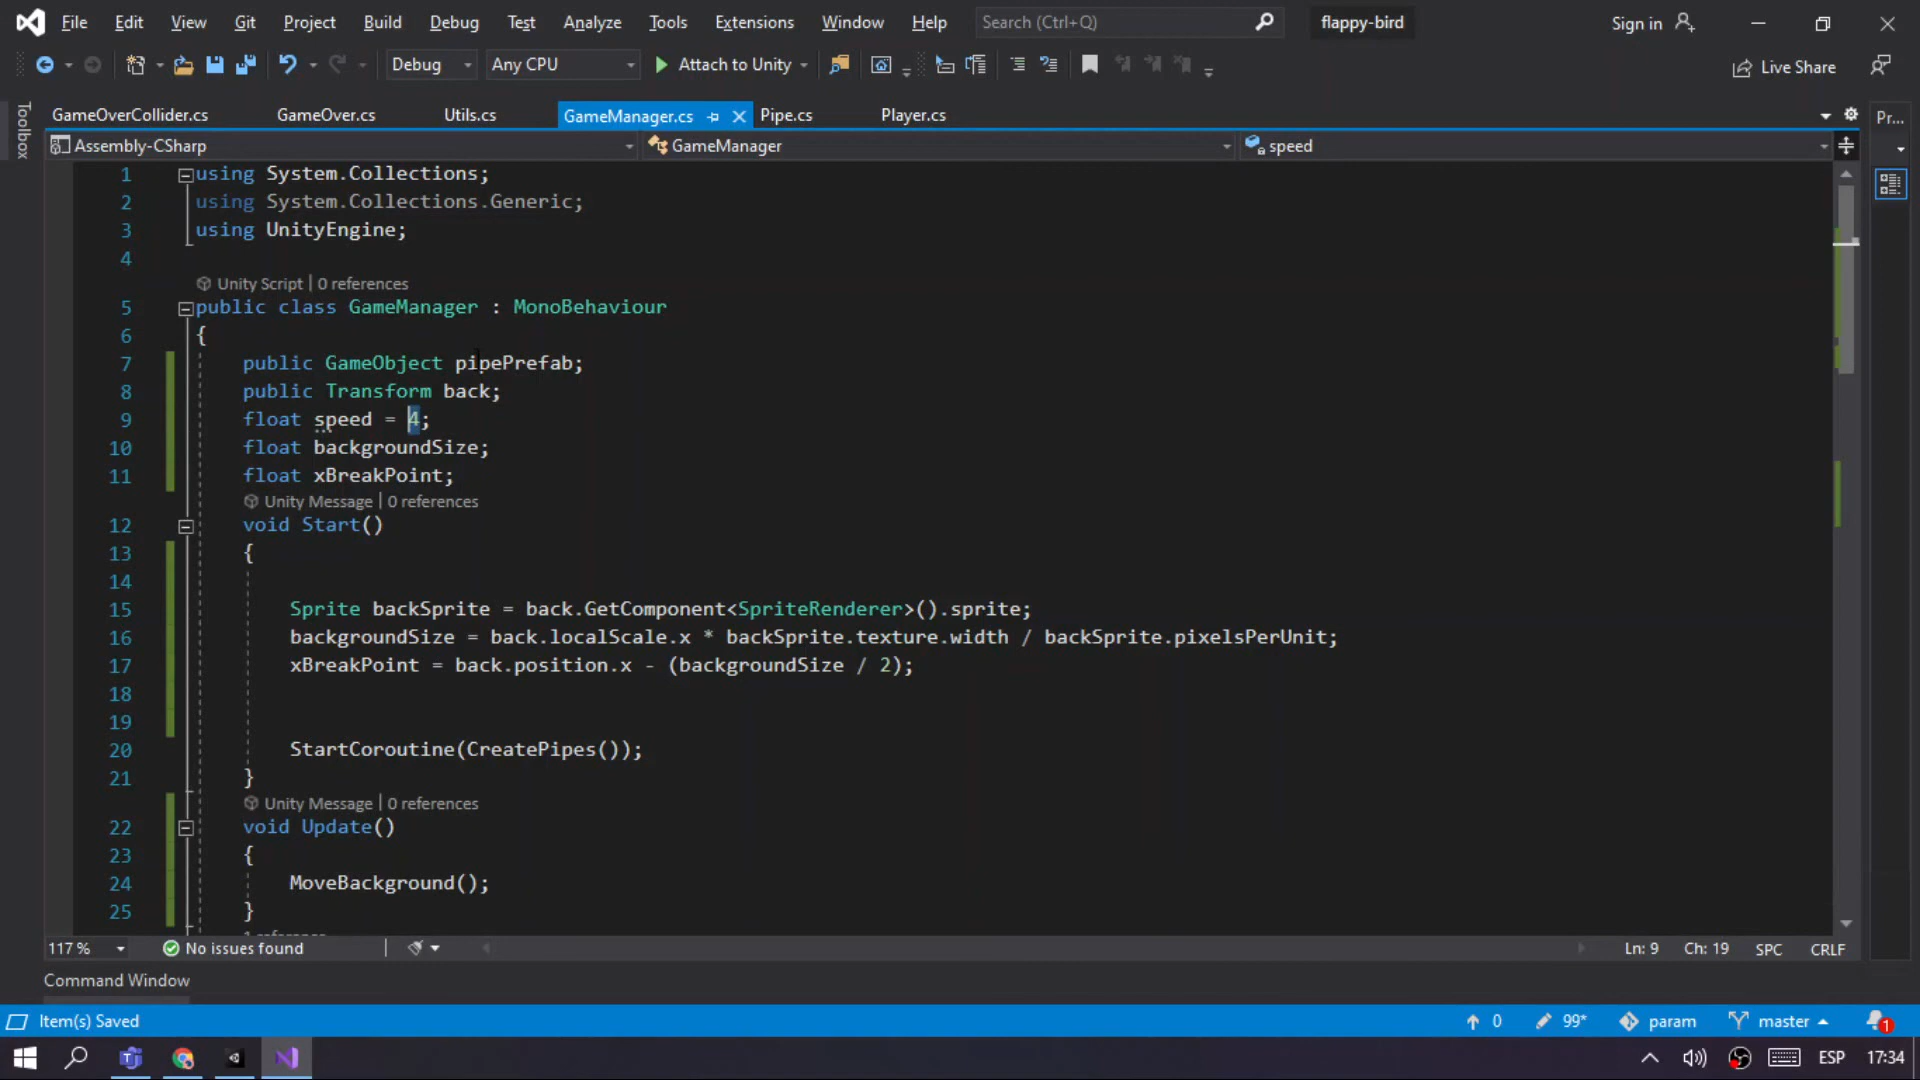 File Edit View Git Project Build Debug Test Analyze Tools Extensions Window Help Search (Ctrl+Q) flappy-bird Sign in
Debug Any CPU Attach to Unity Live Share
GameOverCollider.cs GameOver.cs Utils.cs GameManager.cs Pipe.cs Player.cs Pr...
Toolbox
Assembly-CSharp GameManager speed
1 using System.Collections;
2 using System.Collections.Generic;
3 using UnityEngine;
4
Unity Script | 0 references
5 public class GameManager : MonoBehaviour
6 {
7 public GameObject pipePrefab;
8 public Transform back;
9 float speed = 4;
10 float backgroundSize;
11 float xBreakPoint;
Unity Message | 0 references
12 void Start()
13 {
14
15 Sprite backSprite = back.GetComponent<SpriteRenderer>().sprite;
16 backgroundSize = back.localScale.x * backSprite.texture.width / backSprite.pixelsPerUnit;
17 xBreakPoint = back.position.x - (backgroundSize / 2);
18
19
20 StartCoroutine(CreatePipes());
21 }
Unity Message | 0 references
22 void Update()
23 {
24 MoveBackground();
25 }
117 % No issues found Ln: 9 Ch: 19 SPC CRLF
Command Window
Item(s) Saved 0 99* param master 1
ESP 17:34